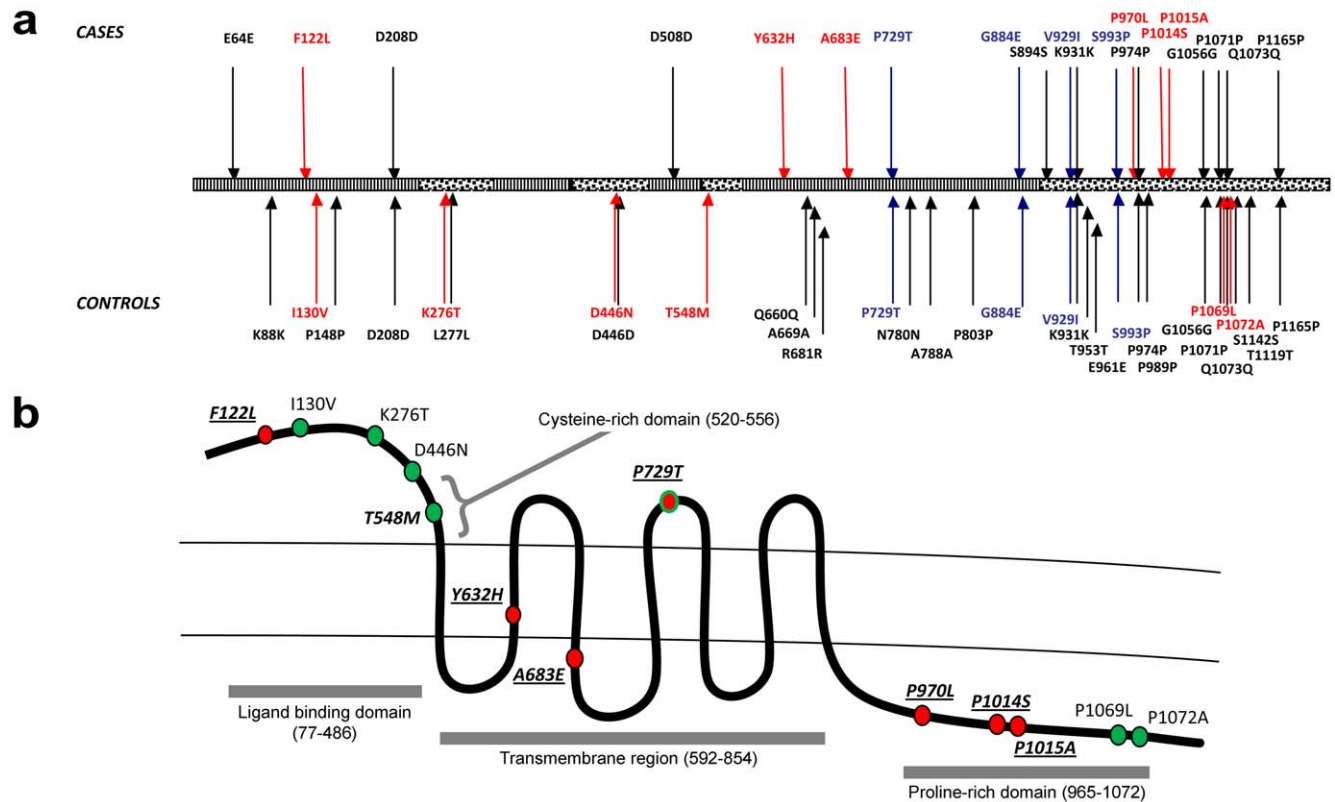 a
CASES
E64E
F122L
D208D
D508D
Y632H
A683E
P729T
G884E
S894S
V929I
K931K
S993P
P970L
P974P
P1015A
P1014S
G1056G
P1071P
Q1073Q
P1165P
CONTROLS
K88K
I130V
P148P
D208D
K276T
L277L
D446N
D446D
T548M
Q660Q
A669A
R681R
P729T
N780N
A788A
P803P
G884E
V929I
K931K
T953T
E961E
S993P
P974P
P989P
G1056G
P1071P
P1069L
Q1073Q
P1072A
S1142S
T1119T
P1165P
b
F122L
I130V
K276T
D446N
T548M
Cysteine-rich domain (520-556)
P729T
Y632H
A683E
P970L
P1014S
P1015A
P1069L
P1072A
Ligand binding domain
(77-486)
Transmembrane region (592-854)
Proline-rich domain (965-1072)